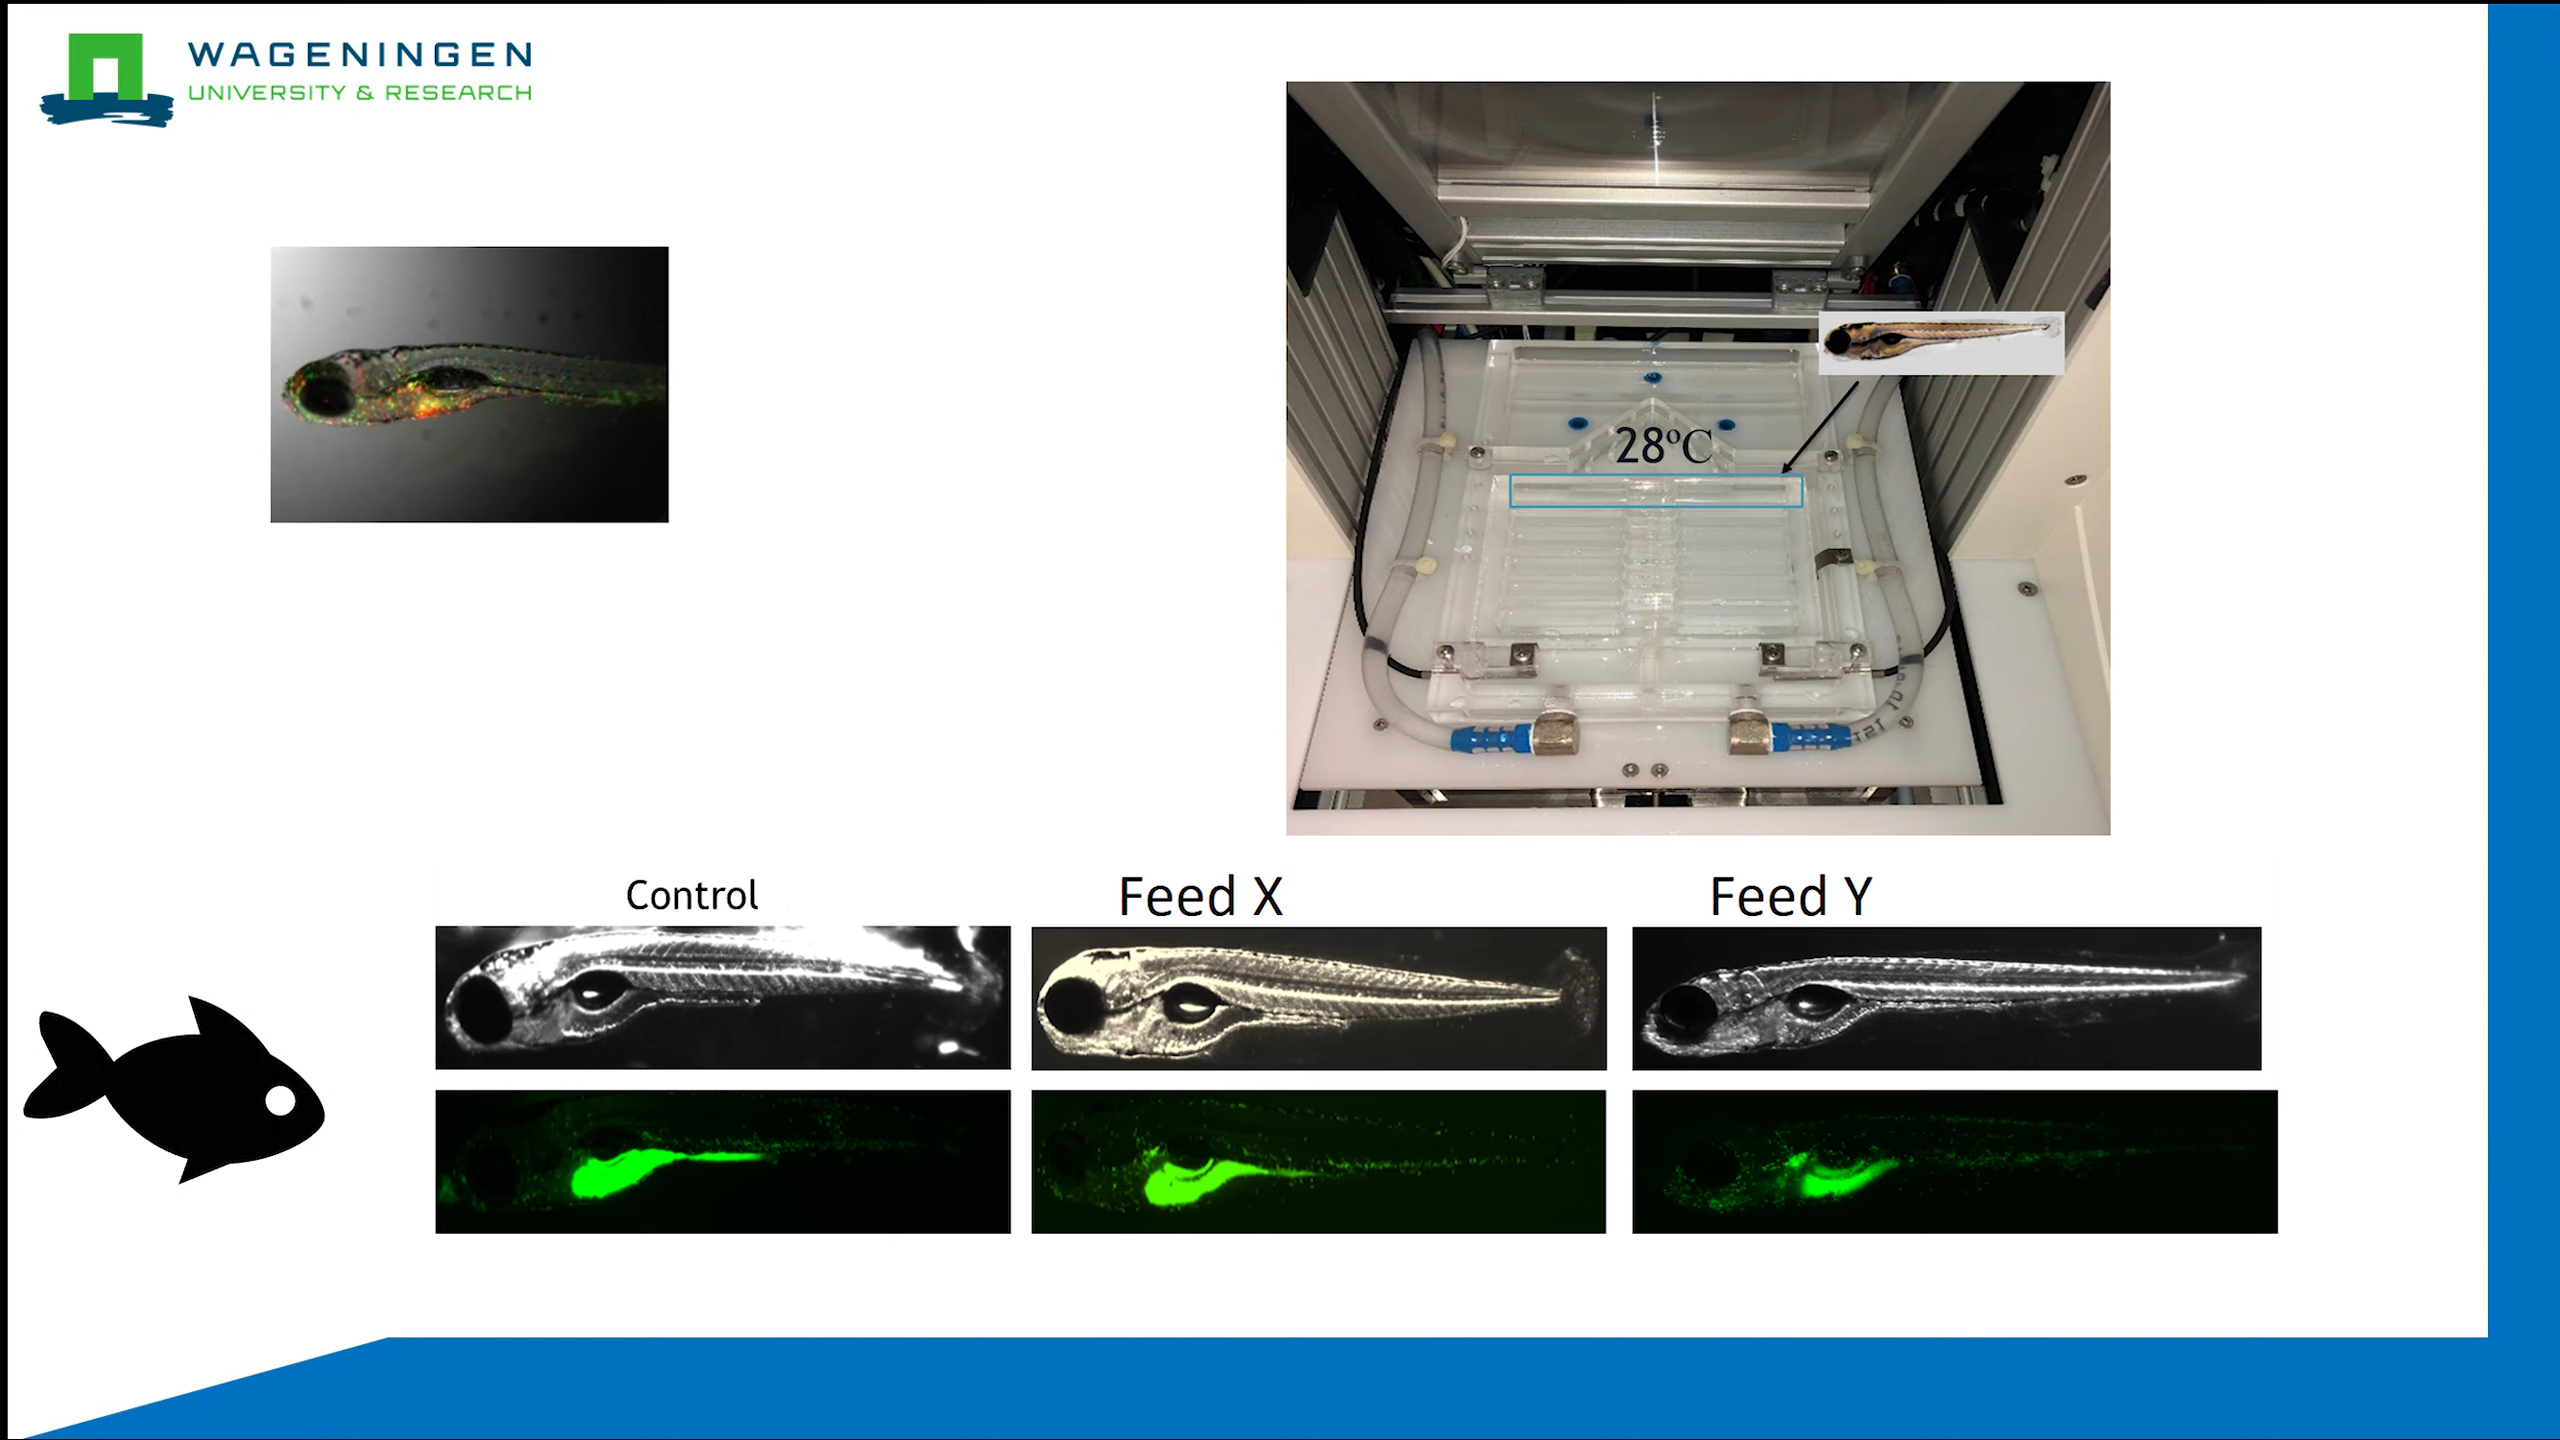 WAGENINGEN
UNIVERSITY & RESEARCH
28ºC
Control
Feed X
Feed Y